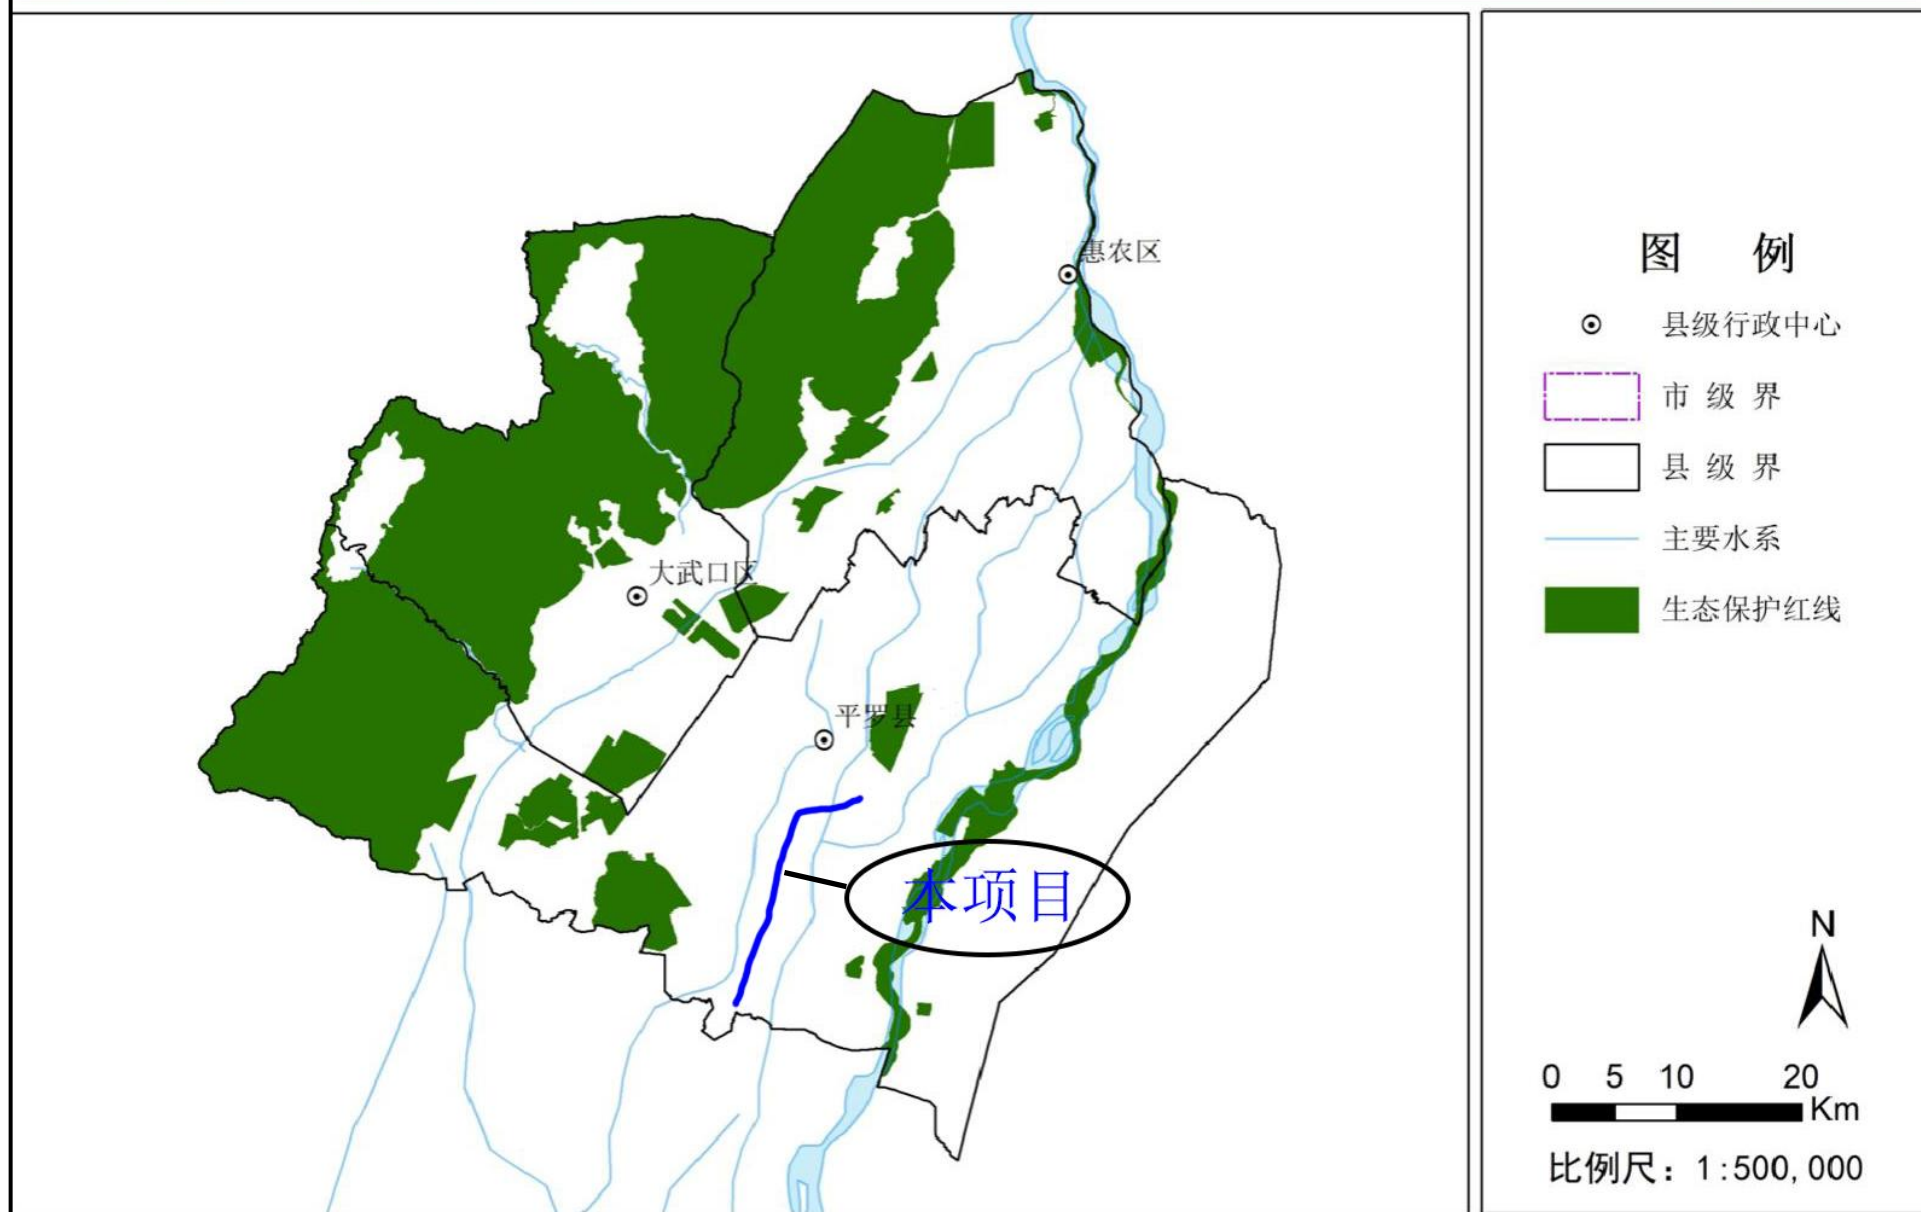 惠农区
大武口区
平罗县
本项目
图 例
县级行政中心
市级界
县级界
主要水系
生态保护红线
N
0 5 10 20
Km
比例尺：1:500,000